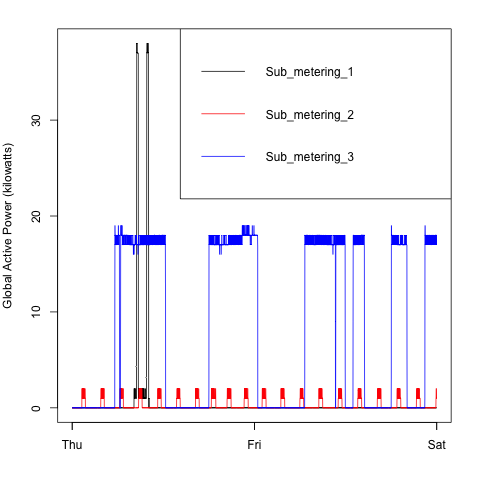 Sub_metering_1
Sub_metering_2
Sub_metering_3
Global Active Power (kilowatts)
30
20
10
0
Thu Fri Sat